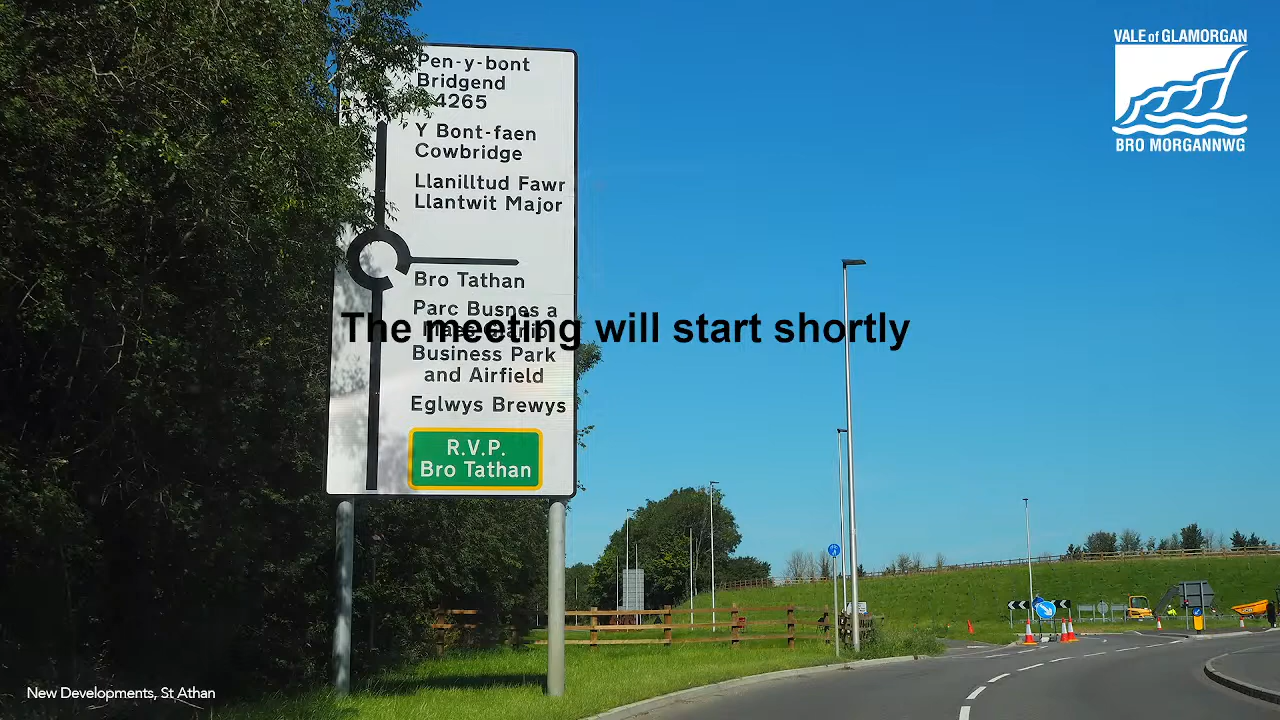 VALE of GLAMORGAN
BRO MORGANNWG
Pen-y-bont
Bridgend
4265
Y Bont-faen
Cowbridge
Llanilltud Fawr
Llantwit Major
Bro Tathan
Parc Busnes a
The meeting will start shortly
Business Park
and Airfield
Eglwys Brewys
R.V.P.
Bro Tathan
New Developments, St Athan